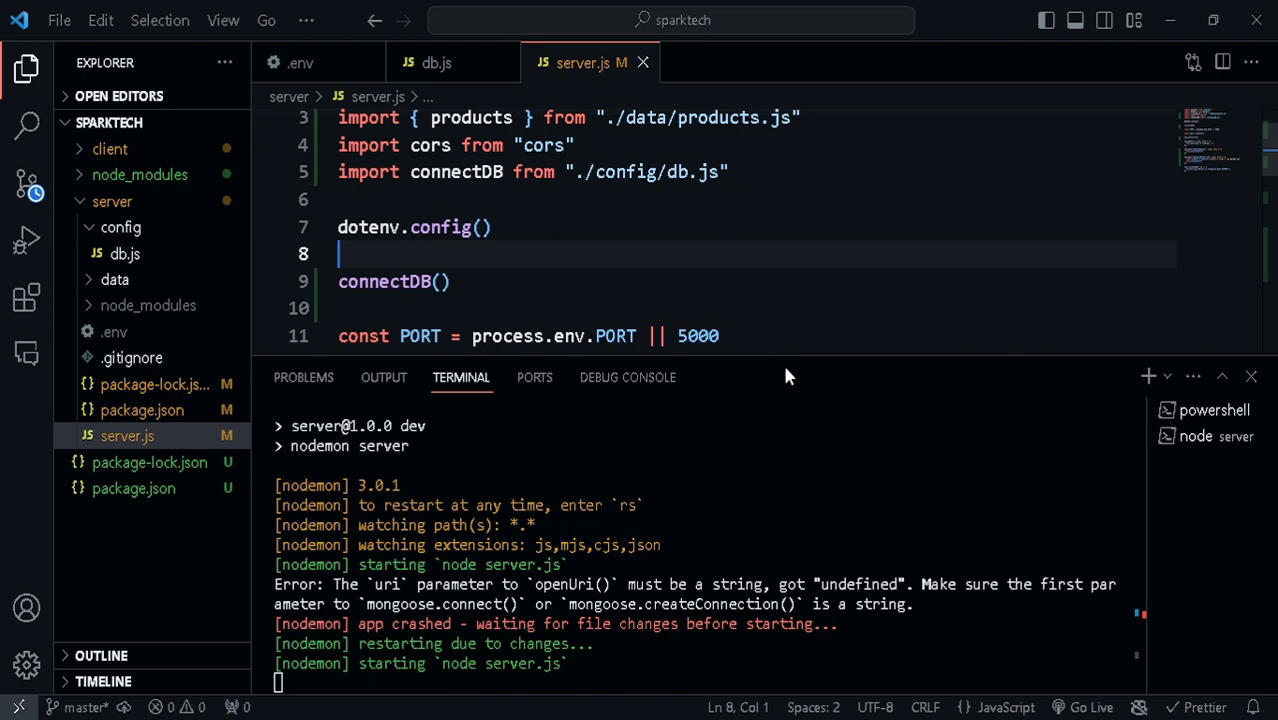 File Edit Selection View Go ··· sparktech
EXPLORER ···
OPEN EDITORS
SPARKTECH
client
node_modules
server
config
JS db.js
data
node_modules
.env
.gitignore
{} package-lock.js... M
{} package.json M
JS server.js M
{} package-lock.json U
{} package.json U
OUTLINE
TIMELINE
.env JS db.js JS server.js M
server > JS server.js > ...
3 import { products } from "./data/products.js"
4 import cors from "cors"
5 import connectDB from "./config/db.js"
6
7 dotenv.config()
8
9 connectDB()
10
11 const PORT = process.env.PORT || 5000
PROBLEMS OUTPUT TERMINAL PORTS DEBUG CONSOLE
> server@1.0.0 dev
> nodemon server
[nodemon] 3.0.1
[nodemon] to restart at any time, enter `rs`
[nodemon] watching path(s): *.*
[nodemon] watching extensions: js,mjs,cjs,json
[nodemon] starting `node server.js`
Error: The `uri` parameter to `openUri()` must be a string, got "undefined". Make sure the first par
ameter to `mongoose.connect()` or `mongoose.createConnection()` is a string.
[nodemon] app crashed - waiting for file changes before starting...
[nodemon] restarting due to changes...
[nodemon] starting `node server.js`
powershell
node server
master* 0 0 0 Ln 8, Col 1 Spaces: 2 UTF-8 CRLF {} JavaScript Go Live Prettier